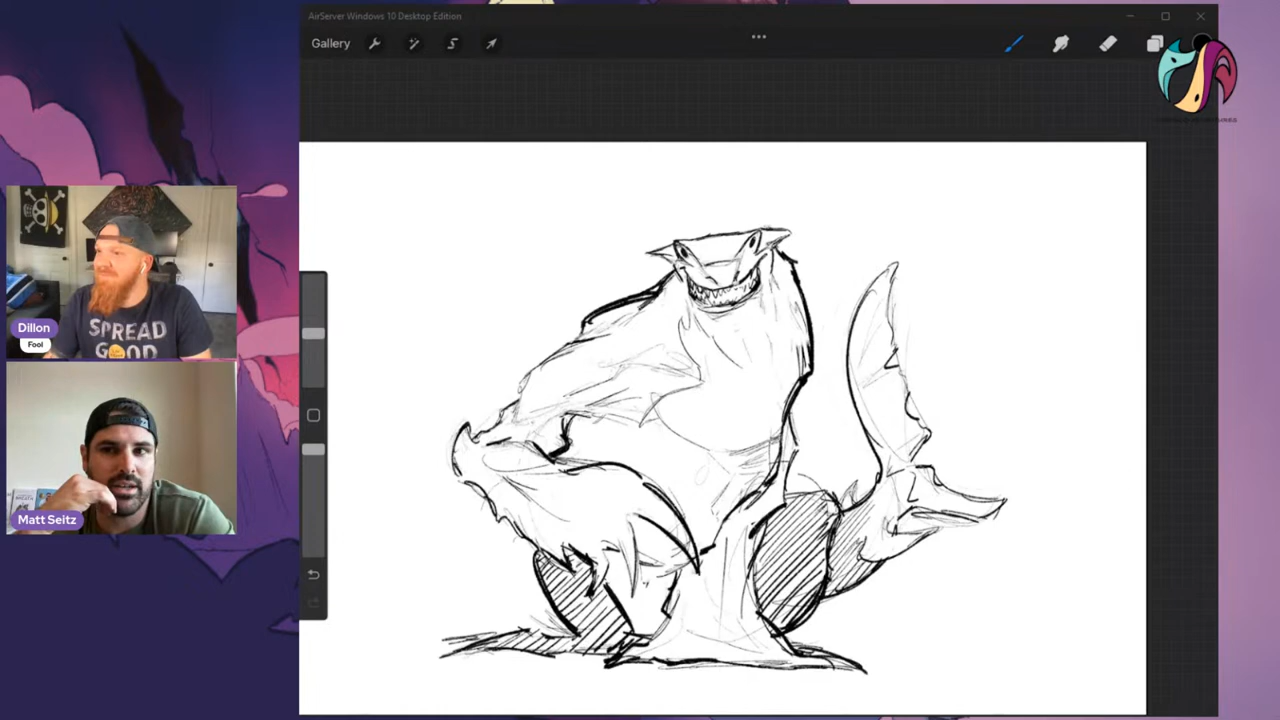 AirServer Windows 10 Desktop Edition
Gallery
SPREAD
GOOD
Dillon
Fool
Matt Seitz